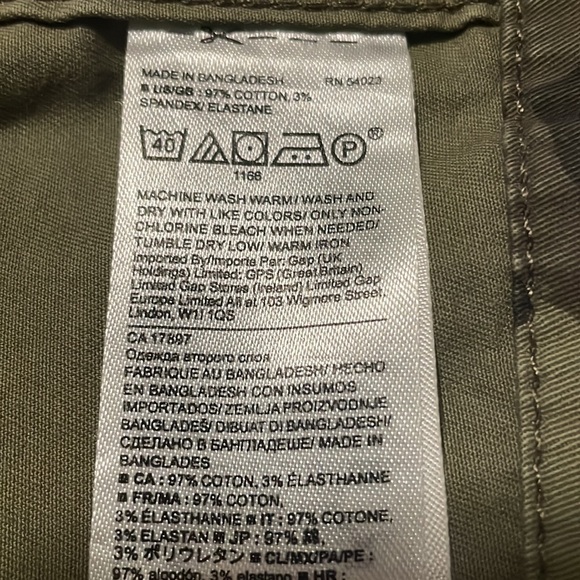 MADE IN BANGLADESH RN 54023
■ US/GB : 97% COTTON, 3%
SPANDEX/ ELASTANE
40 P ®
1166
MACHINE WASH WARM/ WASH AND
DRY WITH LIKE COLORS/ ONLY NON-
CHLORINE BLEACH WHEN NEEDED/
TUMBLE DRY LOW/ WARM IRON
Imported By/Importe Par: Gap (UK
Holdings) Limited; GPS (Great Britain)
Limited Gap Stores (Ireland) Limited Gap
Europe Limited All at 103 Wigmore Street,
London, W1U 1QS
CA 17897
Одежда второго слоя
FABRIQUE AU BANGLADESH/ HECHO
EN BANGLADESH CON INSUMOS
IMPORTADOS/ ZEMLJA PROIZVODNJE
BANGLADEŠ/ DIBUAT DI BANGLADESH/
СДЕЛАНО В БАНГЛАДЕШЕ/ MADE IN
BANGLADES
■ CA : 97% COTON, 3% ÉLASTHANNE
■ FR/MA : 97% COTON,
3% ÉLASTHANNE ■ IT : 97% COTONE,
3% ELASTAN ■ JP : 97% 綿,
3% ポリウレタン ■ CL/MX/PA/PE :
97% algodón, 3% elastano ■ HR :